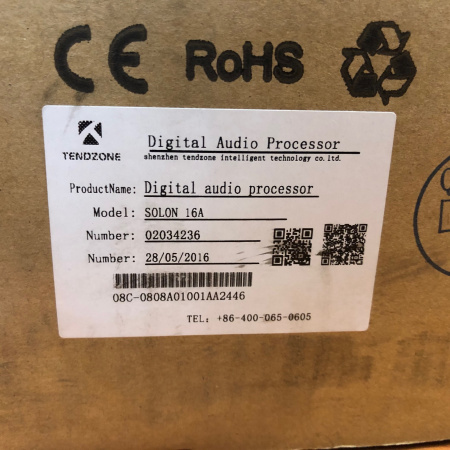 CE RoHS
TENDZONE
Digital Audio Processor
shenzhen tendzone intelligent technology co. ltd.
ProductName: Digital audio processor
Model: SOLON 16A
Number: 02034236
Number: 28/05/2016
08C-0808A01001AA2446
TEL: +86-400-065-0605